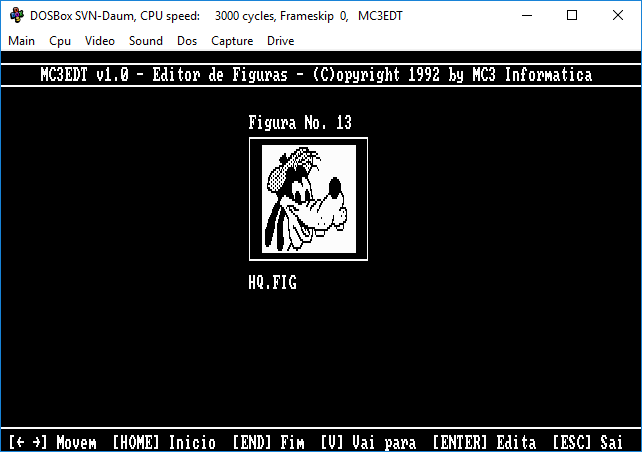 DOSBox SVN-Daum, CPU speed: 3000 cycles, Frameskip 0, MC3EDT
Main Cpu Video Sound Dos Capture Drive
MC3EDT v1.0 - Editor de Figuras - (C)opyright 1992 by MC3 Informatica
Figura No. 13
HQ.FIG
[← →] Movem [HOME] Inicio [END] Fim [V] Vai para [ENTER] Edita [ESC] Sai